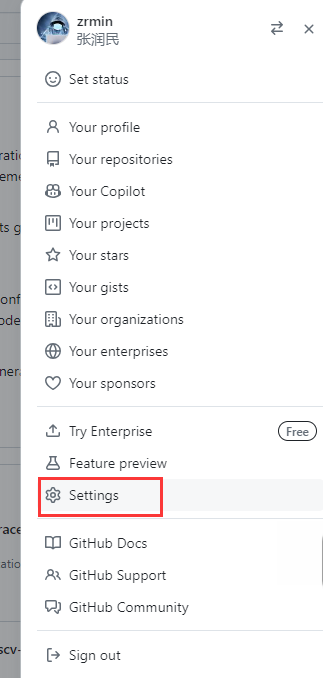 zrmin
张润民
Set status
Your profile
Your repositories
Your Copilot
Your projects
Your stars
Your gists
Your organizations
Your enterprises
Your sponsors
Try Enterprise Free
Feature preview
Settings
GitHub Docs
GitHub Support
GitHub Community
Sign out